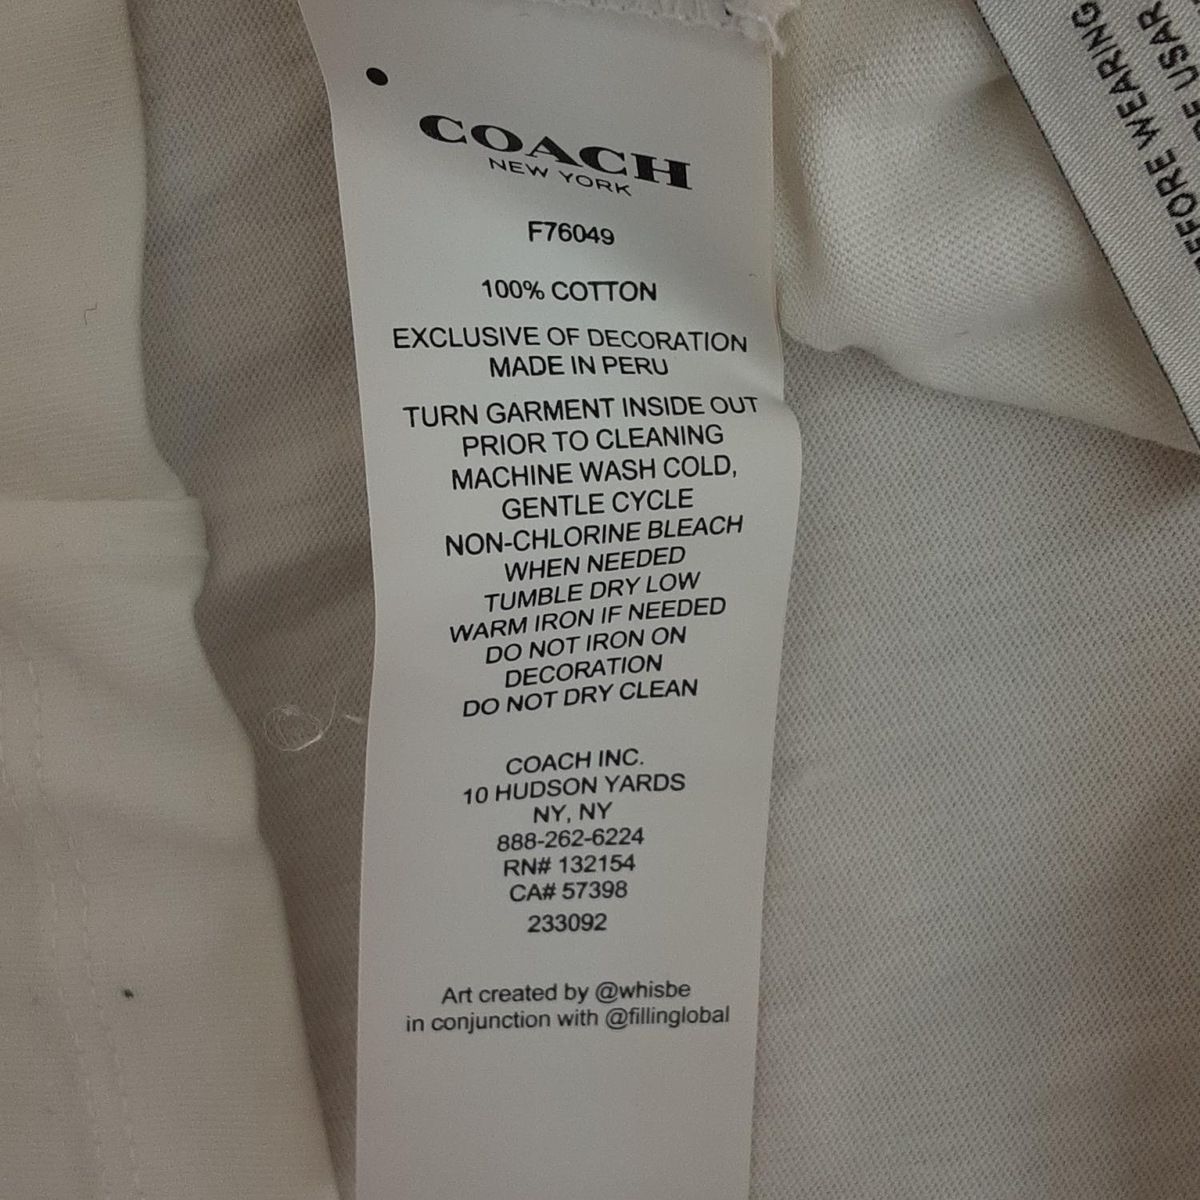 COACH
NEW YORK
F76049
100% COTTON
EXCLUSIVE OF DECORATION
MADE IN PERU
TURN GARMENT INSIDE OUT
PRIOR TO CLEANING
MACHINE WASH COLD,
GENTLE CYCLE
NON-CHLORINE BLEACH
WHEN NEEDED
TUMBLE DRY LOW
WARM IRON IF NEEDED
DO NOT IRON ON
DECORATION
DO NOT DRY CLEAN
COACH INC.
10 HUDSON YARDS
NY, NY
888-262-6224
RN# 132154
CA# 57398
233092
Art created by @whisbe
in conjunction with @fillinglobal
BEFORE WEARING
DE USAR